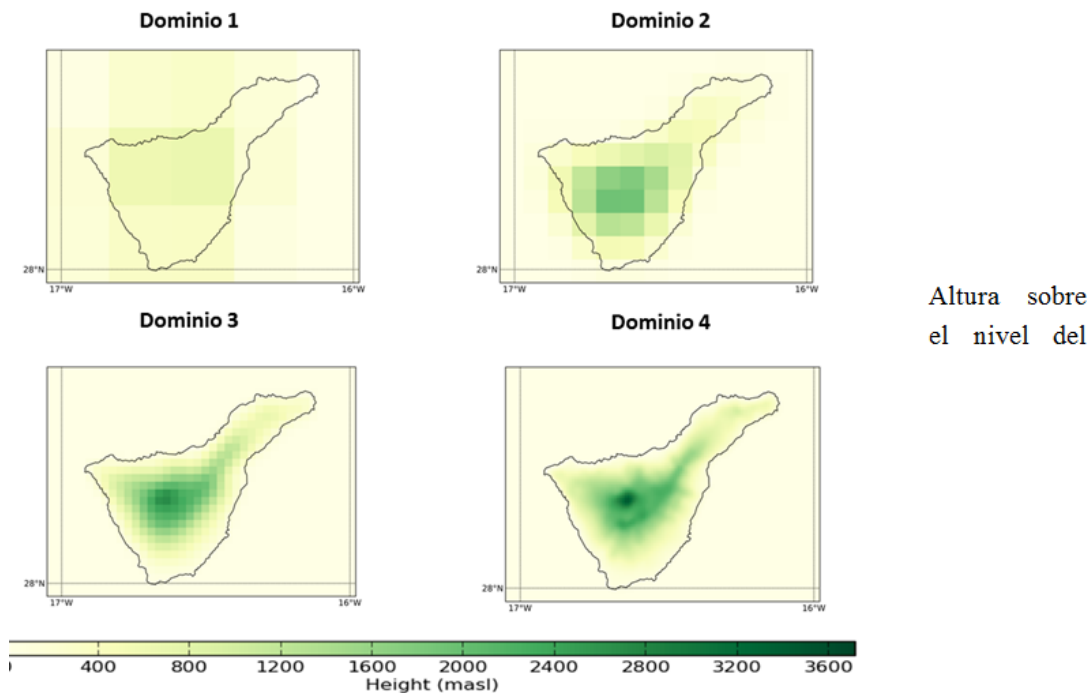 Dominio 1
Dominio 2
28°N
17°W
16°W
28°N
17°W
16°W
Altura sobre
el nivel del
Dominio 3
Dominio 4
28°N
17°W
16°W
28°N
17°W
16°W
400 800 1200 1600 2000 2400 2800 3200 3600
Height (masl)